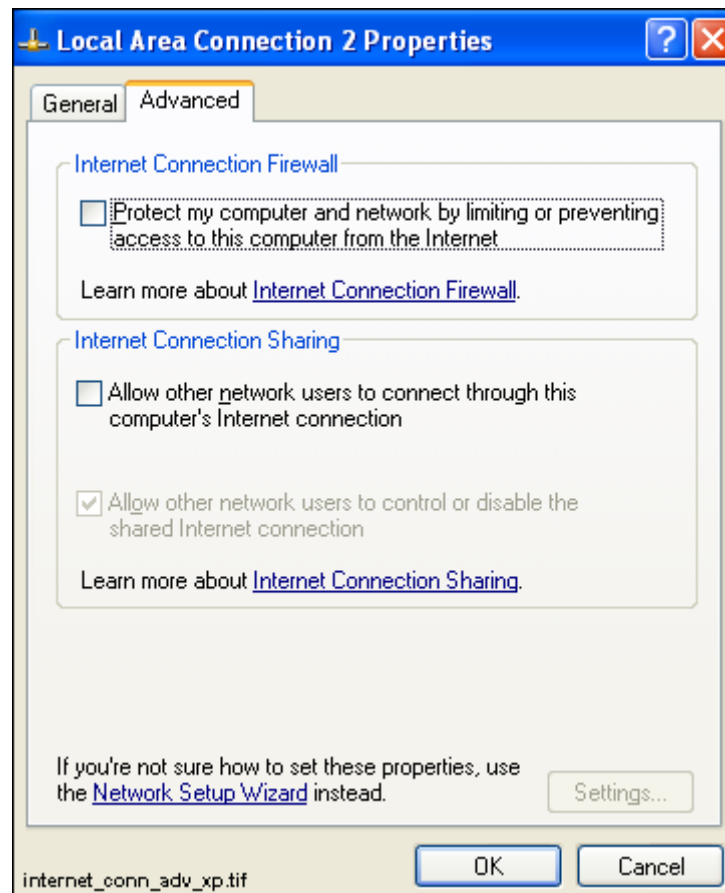 Local Area Connection 2 Properties
General
Advanced
Internet Connection Firewall
Protect my computer and network by limiting or preventing
access to this computer from the Internet
Learn more about Internet Connection Firewall.
Internet Connection Sharing
Allow other network users to connect through this
computer's Internet connection
Allow other network users to control or disable the
shared Internet connection
Learn more about Internet Connection Sharing.
If you're not sure how to set these properties, use
the Network Setup Wizard instead.
Settings...
OK
Cancel
internet_conn_adv_xp.tif